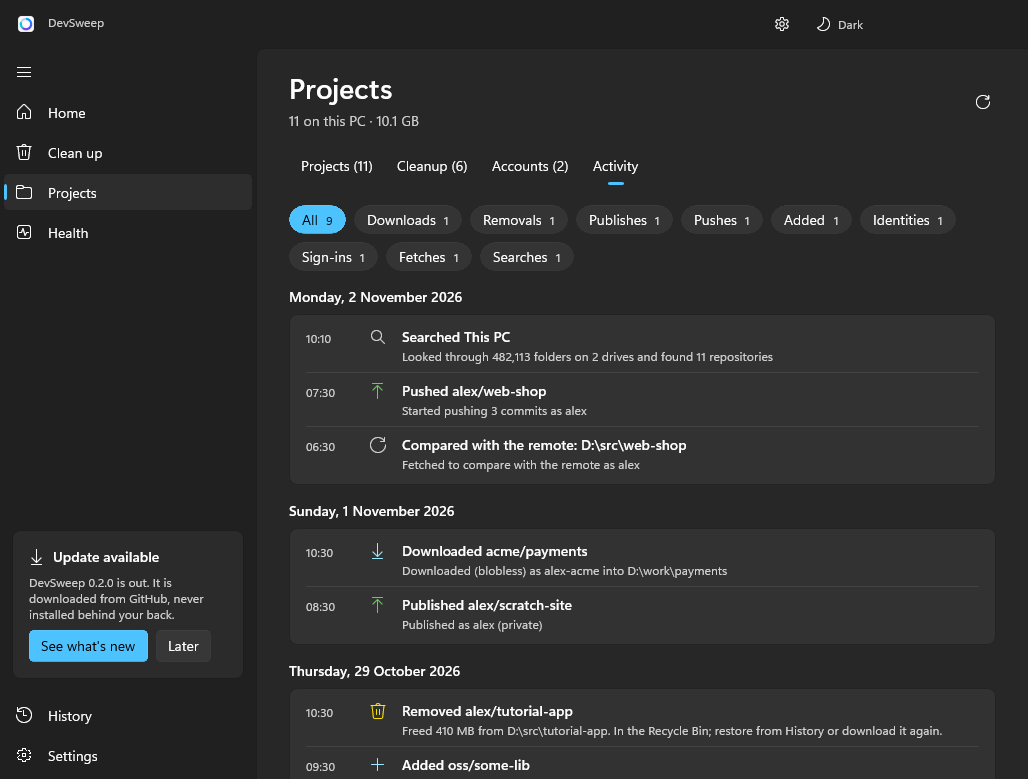 DevSweep
Dark
Home
Clean up
Projects
Health
Update available
DevSweep 0.2.0 is out. It is
downloaded from GitHub, never
installed behind your back.
See what's new
Later
History
Settings
Projects
11 on this PC · 10.1 GB
Projects (11) Cleanup (6) Accounts (2) Activity
All 9 Downloads 1 Removals 1 Publishes 1 Pushes 1 Added 1 Identities 1
Sign-ins 1 Fetches 1 Searches 1
Monday, 2 November 2026
10:10 Searched This PC
Looked through 482,113 folders on 2 drives and found 11 repositories
07:30 Pushed alex/web-shop
Started pushing 3 commits as alex
06:30 Compared with the remote: D:\src\web-shop
Fetched to compare with the remote as alex
Sunday, 1 November 2026
10:30 Downloaded acme/payments
Downloaded (blobless) as alex-acme into D:\work\payments
08:30 Published alex/scratch-site
Published as alex (private)
Thursday, 29 October 2026
10:30 Removed alex/tutorial-app
Freed 410 MB from D:\src\tutorial-app. In the Recycle Bin; restore from History or download it again.
09:30 Added oss/some-lib